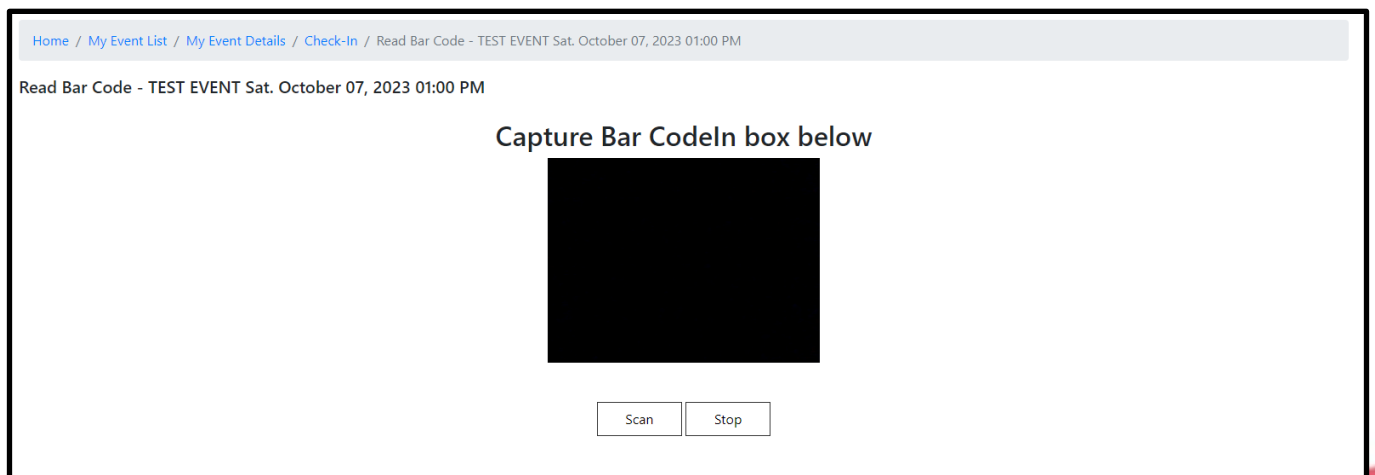 Home / My Event List / My Event Details / Check-In / Read Bar Code - TEST EVENT Sat. October 07, 2023 01:00 PM
Read Bar Code - TEST EVENT Sat. October 07, 2023 01:00 PM
Capture Bar CodeIn box below
Scan Stop